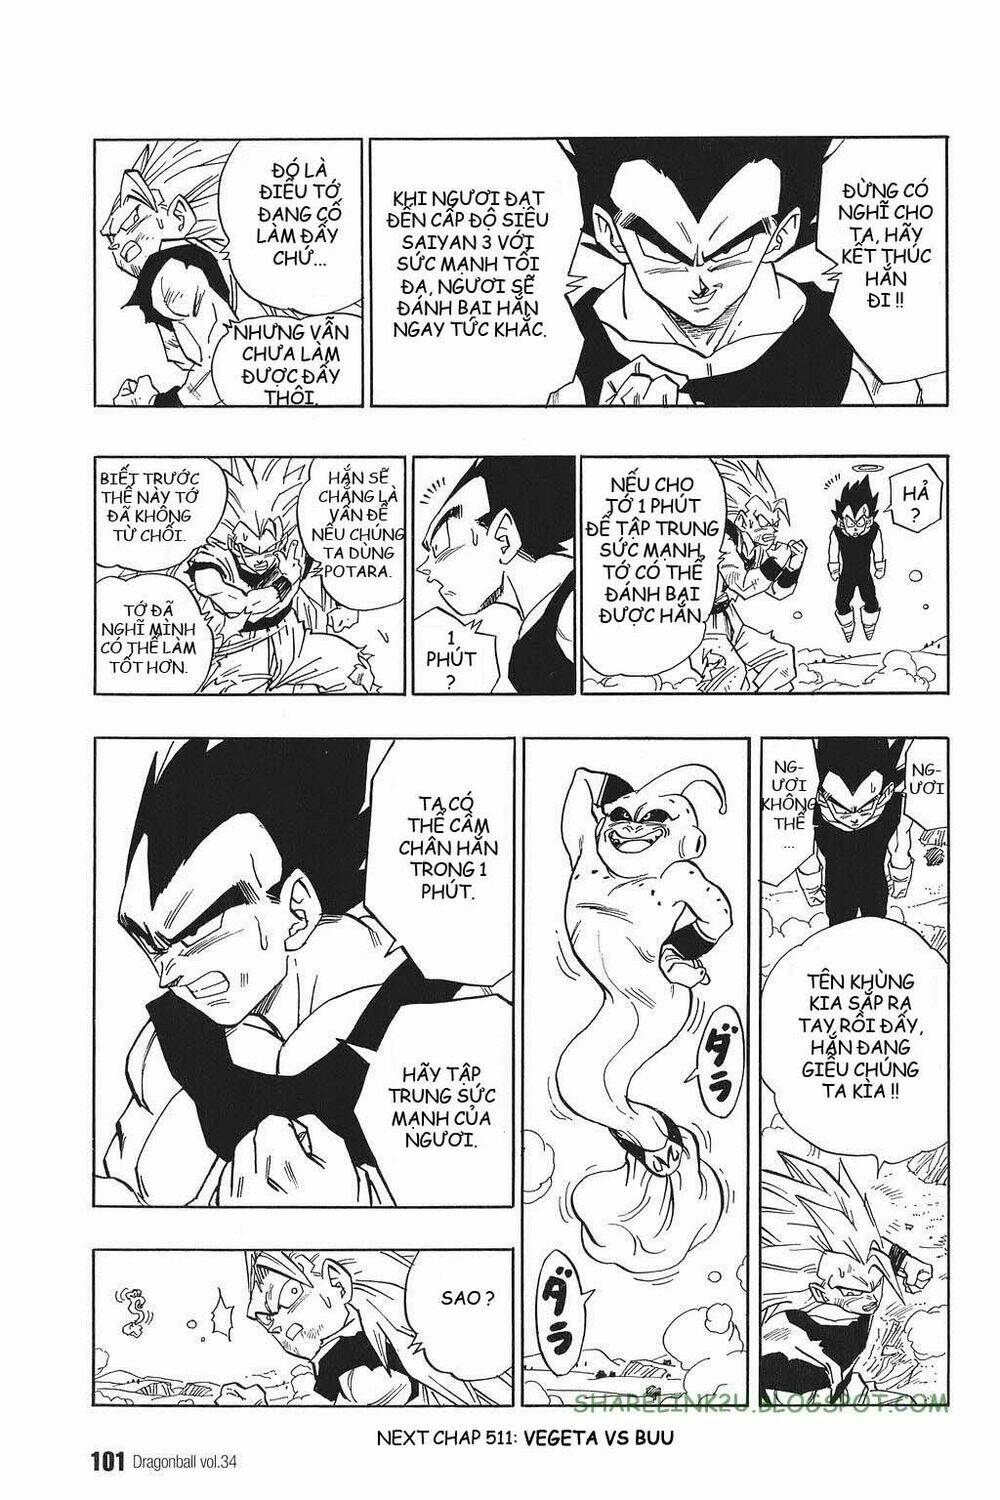 ĐỪNG CÓ
NGHĨ CHO
TA, HÃY
KẾT THÚC
HẮN
ĐI !!
KHI NGƯƠI ĐẠT
ĐẾN CẤP ĐỘ SIÊU
SAIYAN 3 VỚI
SỨC MẠNH TỐI
ĐA, NGƯƠI SẼ
ĐÁNH BẠI HẮN
NGAY TỨC KHẮC.
ĐÓ LÀ
ĐIỀU TỚ
ĐANG CỐ
LÀM ĐẤY
CHỨ...
NHƯNG VẪN
CHƯA LÀM
ĐƯỢC ĐẤY
THÔI.
HẢ
?
NẾU CHO
TỚ 1 PHÚT
ĐỂ TẬP TRUNG
SỨC MẠNH,
TỚ CÓ THỂ
ĐÁNH BẠI
ĐƯỢC HẮN.
1
PHÚT
?
HẮN SẼ
CHẲNG LÀ
VẤN ĐỀ
NẾU CHÚNG
TA DÙNG
POTARA.
BIẾT TRƯỚC
THẾ NÀY TỚ
ĐÃ KHÔNG
TỪ CHỐI.
TỚ ĐÃ
NGHĨ MÌNH
CÓ THỂ LÀM
TỐT HƠN.
NG-
ƯƠI
NG-
ƯƠI
KHÔNG
THỂ
...
TÊN KHÙNG
KIA SẮP RA
TAY RỒI ĐẤY,
HẮN ĐANG
GIỄU CHÚNG
TA KÌA !!
ダラ
ダラ
TA CÓ
THỂ CẦM
CHÂN HẮN
TRONG 1
PHÚT.
HÃY TẬP
TRUNG SỨC
MẠNH CỦA
NGƯƠI.
SAO ?
SHARELINK2U.BLOGSPOT.COM
NEXT CHAP 511: VEGETA VS BUU
101 Dragonball vol.34